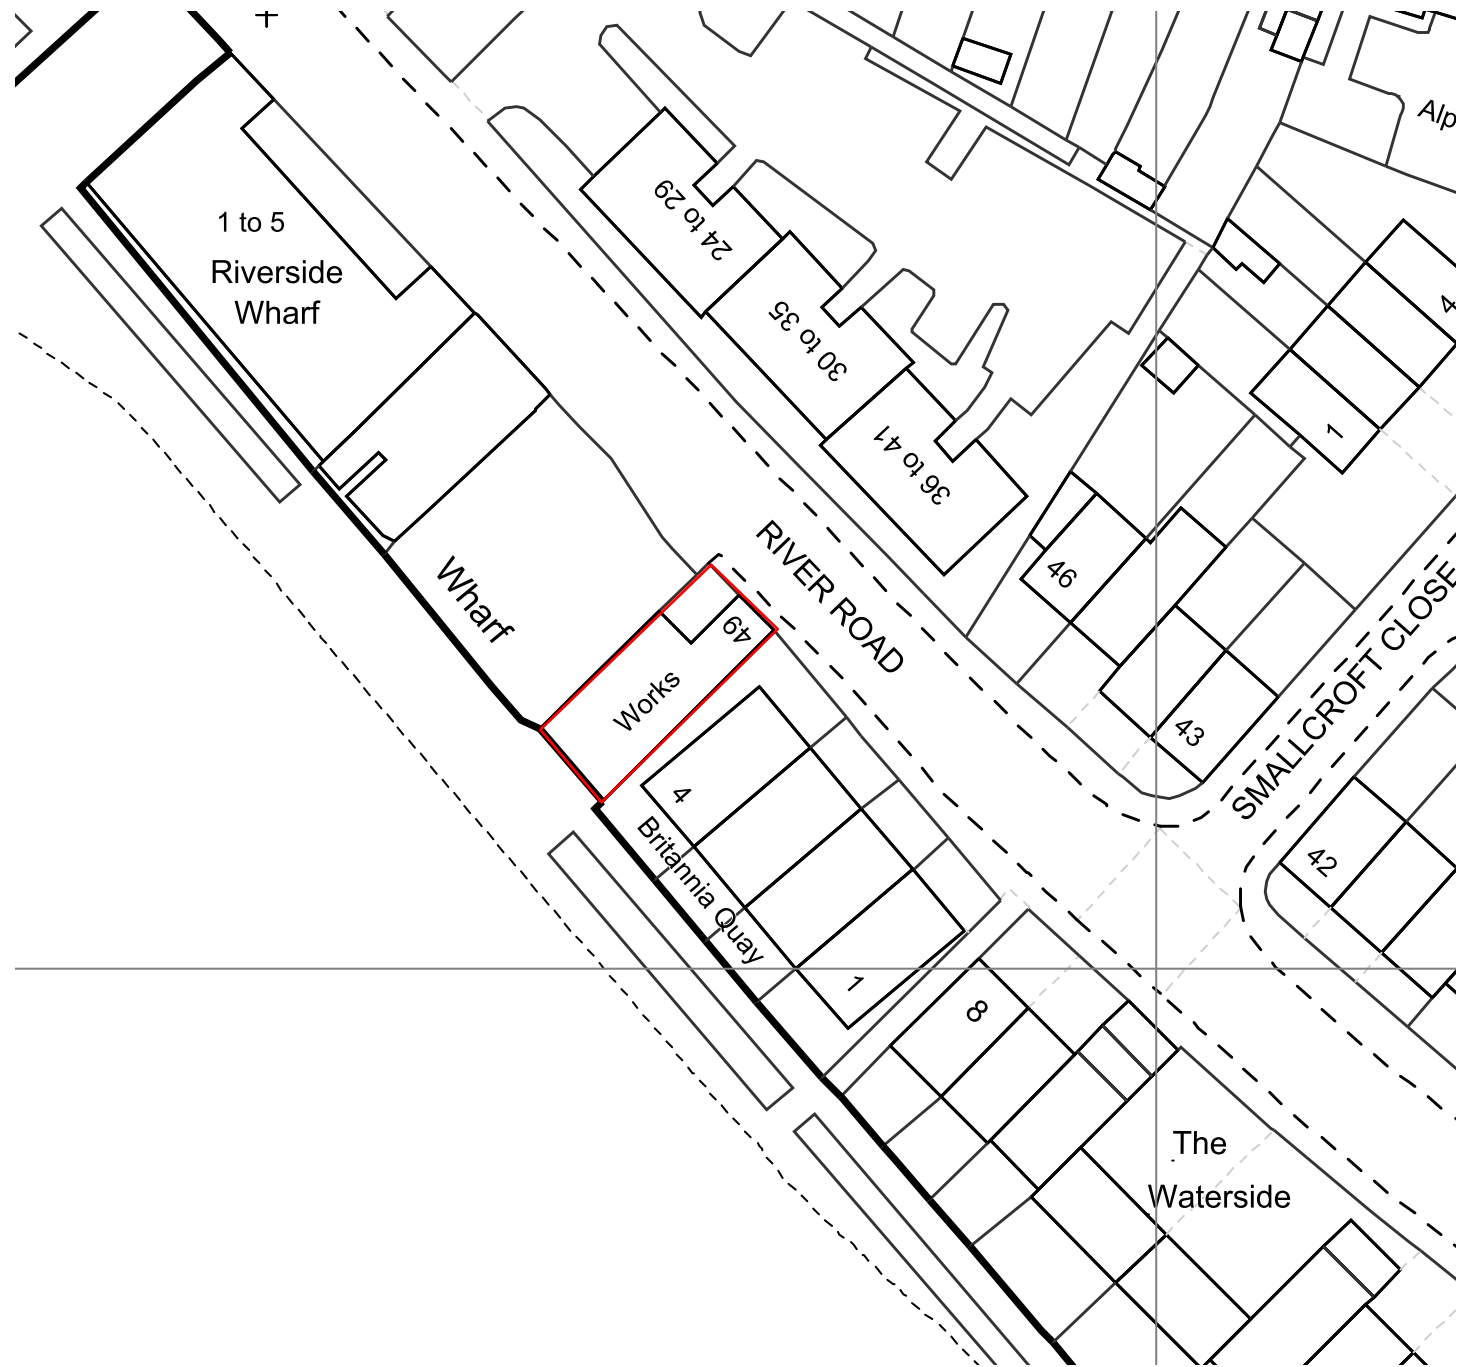 Alp
1 to 5
Riverside
Wharf
24 to 29
30 to 35
36 to 41
4
1
46
43
RIVER ROAD
SMALLCROFT CLOSE
Wharf
49
Works
4
Britannia Quay
1
42
8
The
Waterside